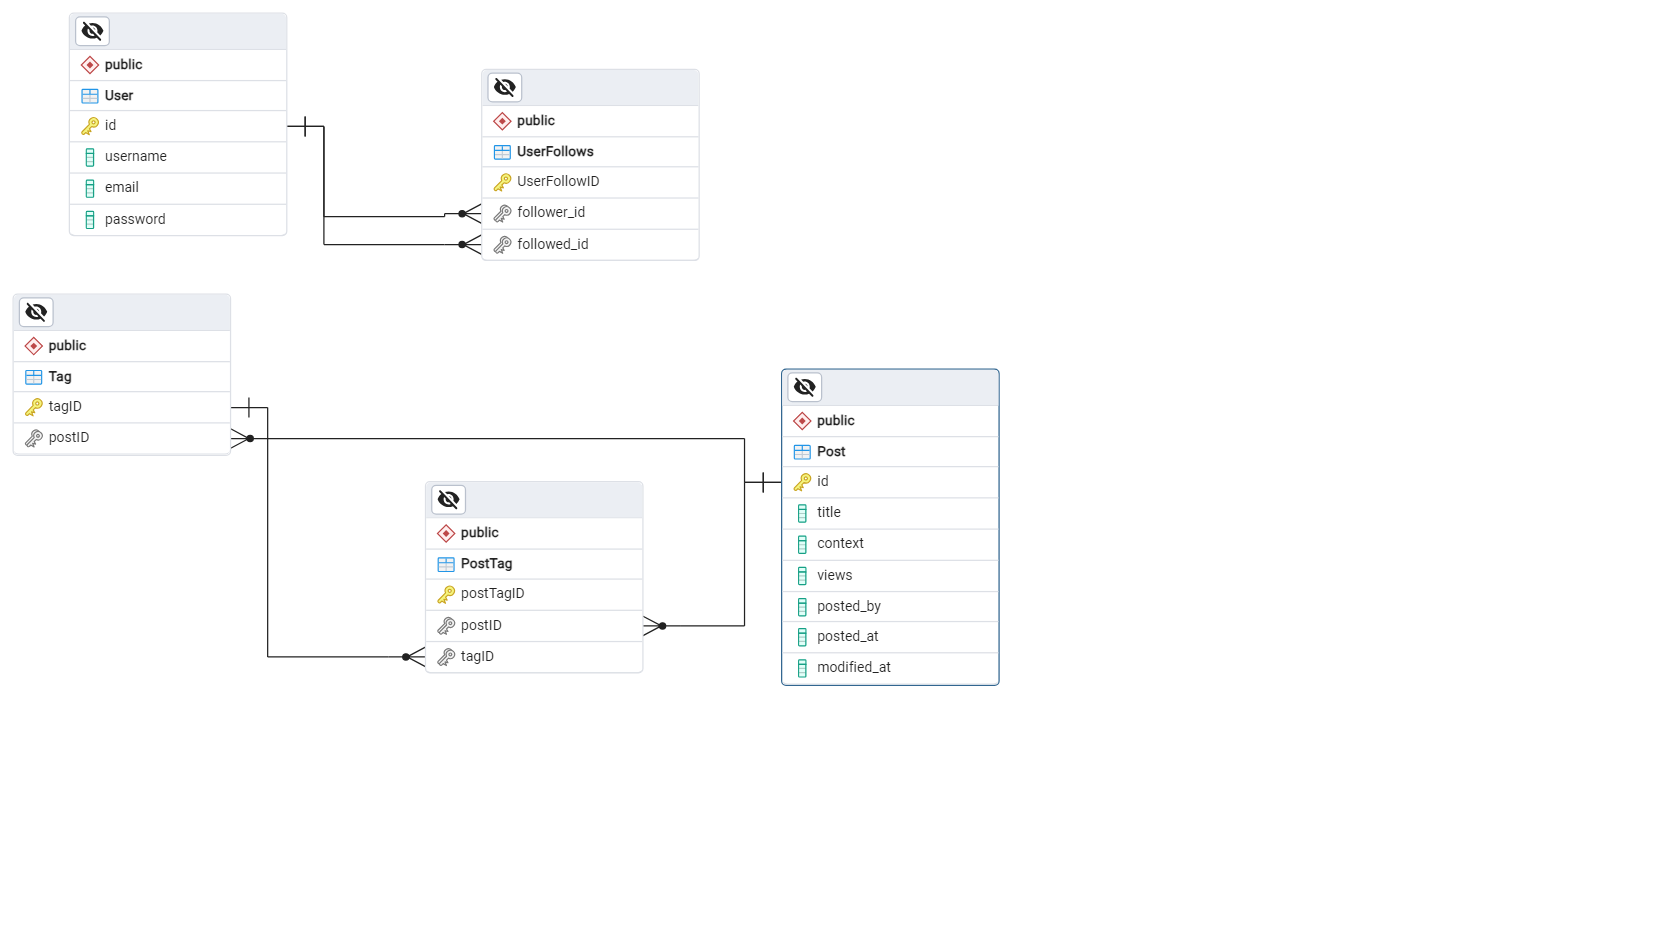 public
User
id
username
email
password
public
UserFollows
UserFollowID
follower_id
followed_id
public
Tag
tagID
postID
public
PostTag
postTagID
postID
tagID
public
Post
id
title
context
views
posted_by
posted_at
modified_at